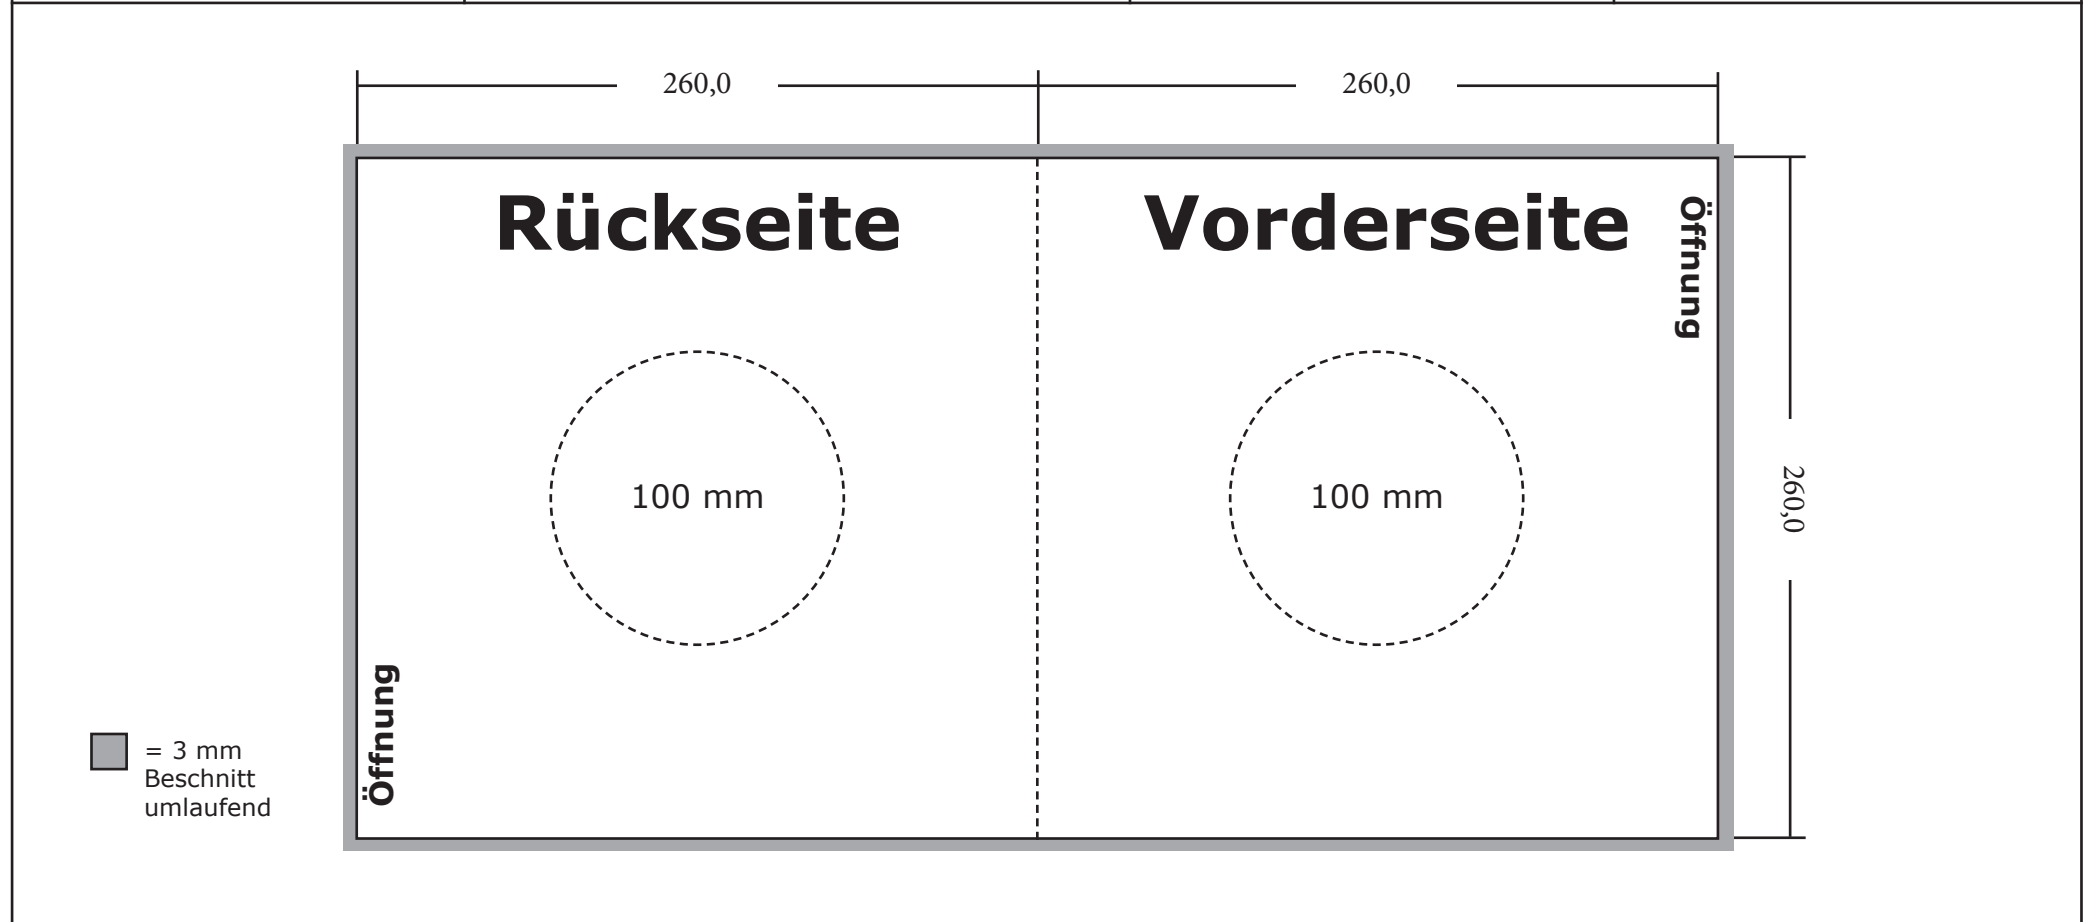 260,0
260,0
Rückseite
Vorderseite
Öffnung
100 mm
100 mm
260,0
Öffnung
= 3 mm
Beschnitt
umlaufend